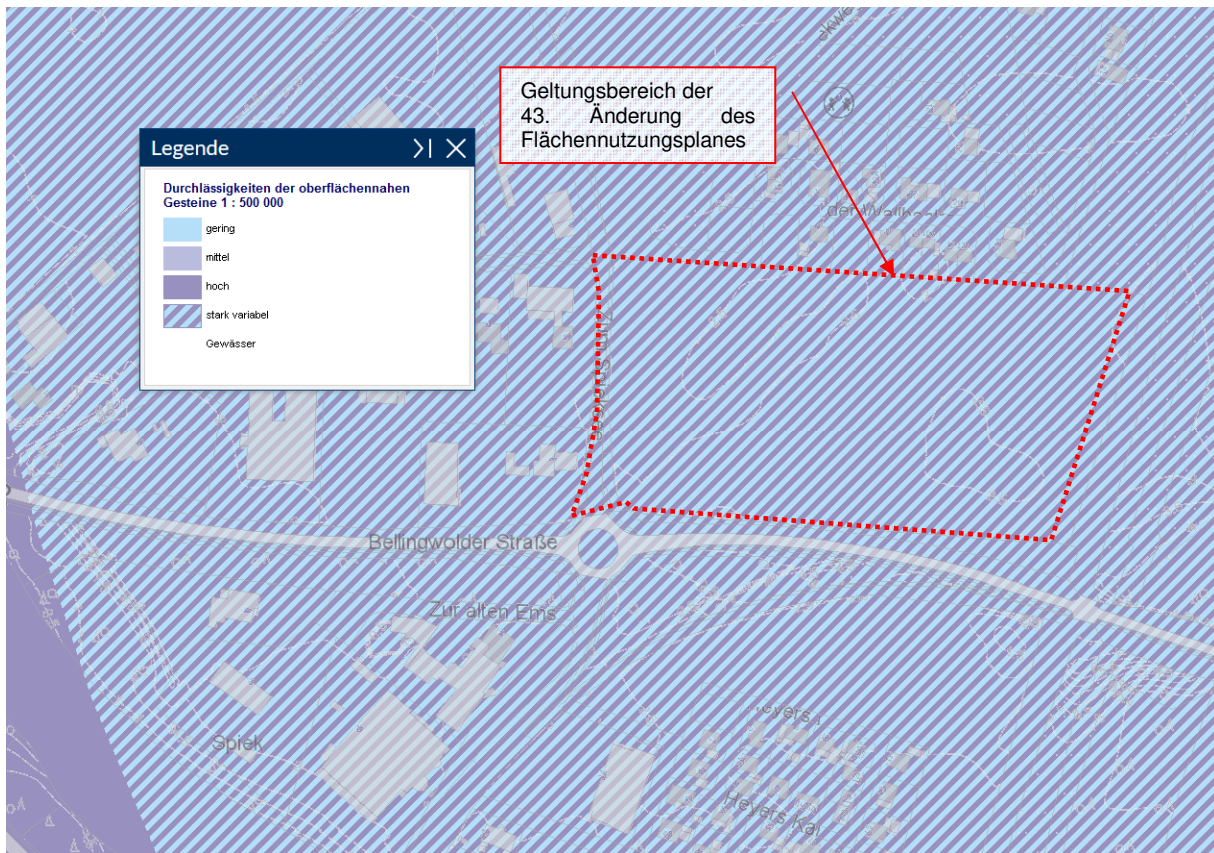 Geltungsbereich der
43. Änderung des
Flächennutzungsplanes
Legende
Durchlässigkeiten der oberflächennahen
Gesteine 1 : 500 000
gering
mittel
hoch
stark variabel
Gewässer
Bellingwolder Straße
Zur alten Ems
Spiek
Heyers